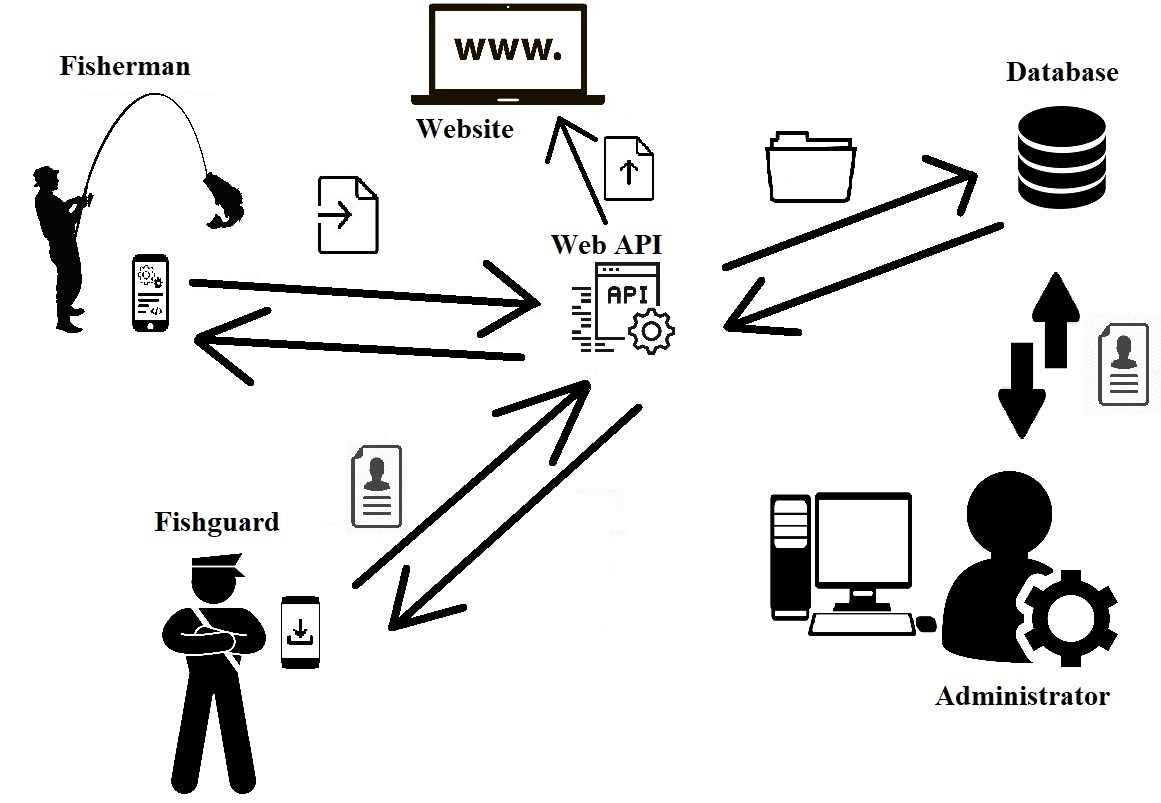 www.
Fisherman
Database
Website
Web API
API
Fishguard
Administrator